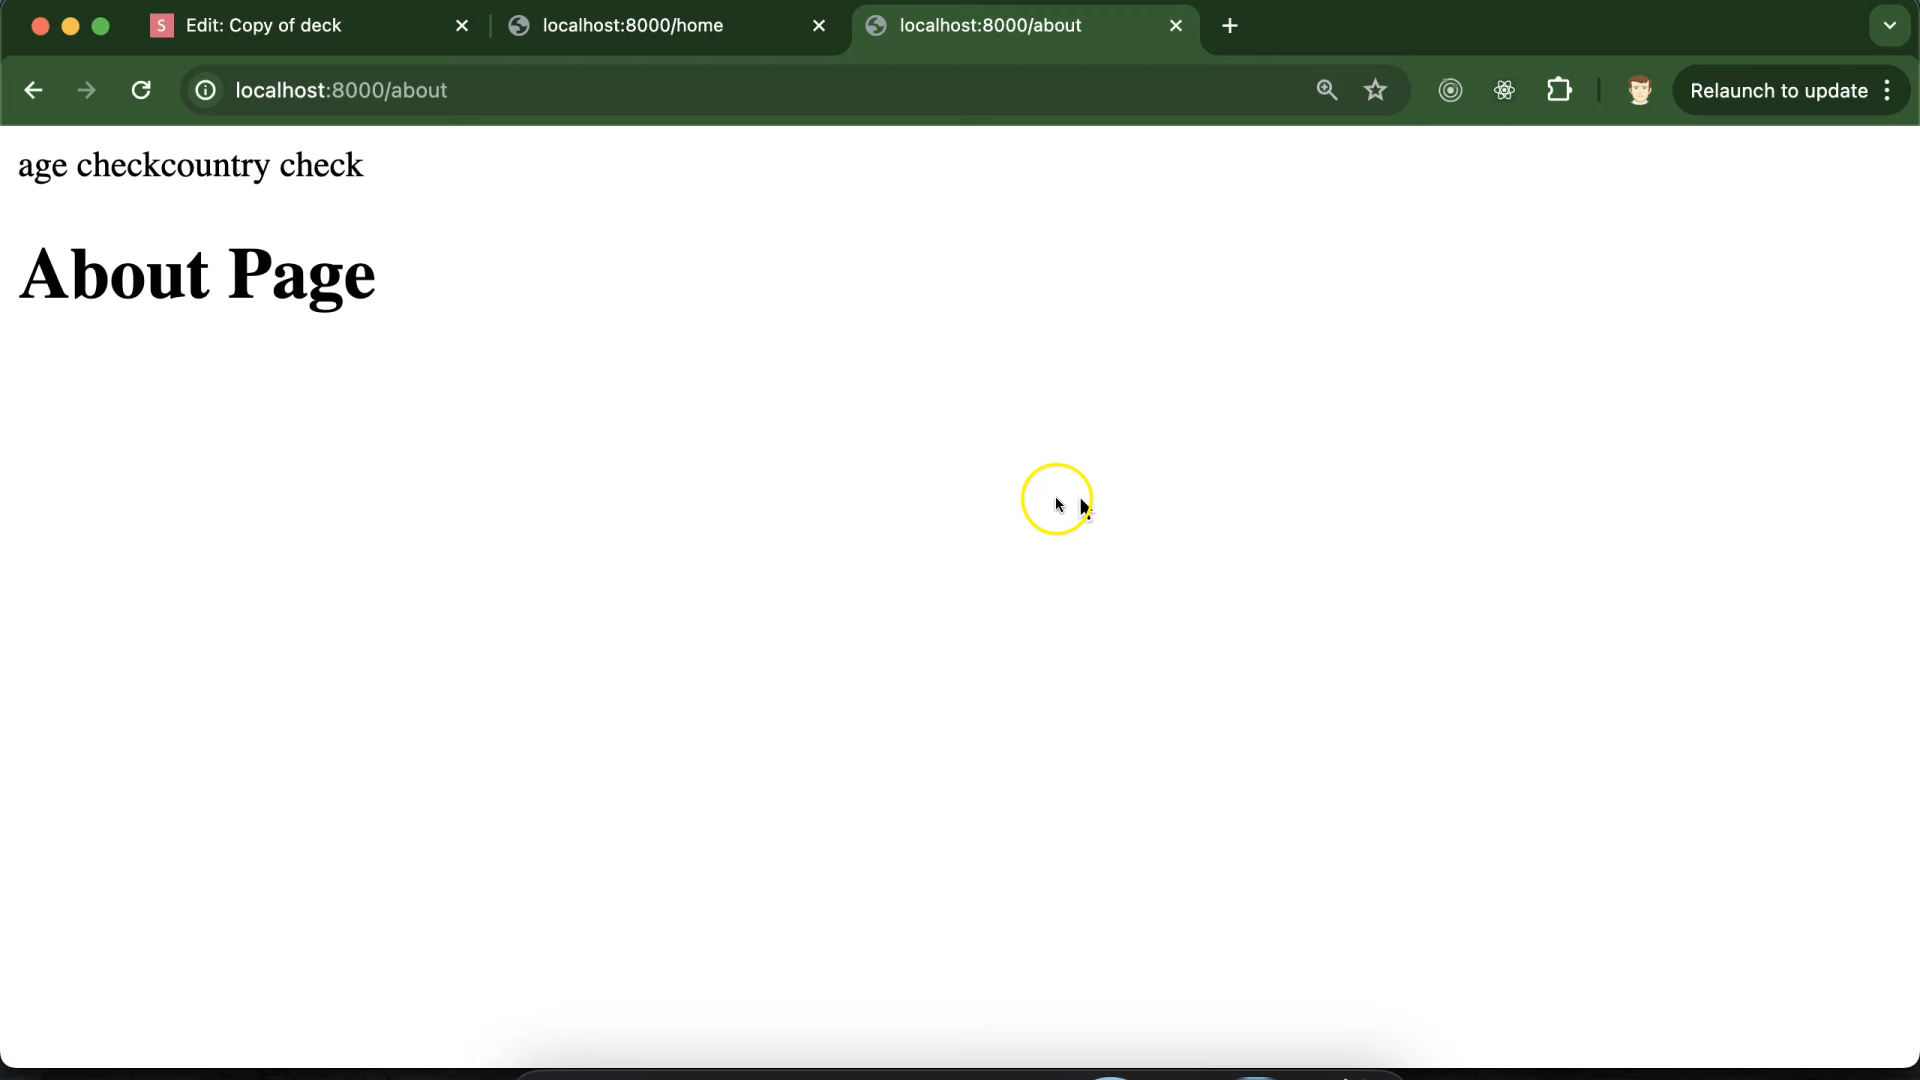 S Edit: Copy of deck
localhost:8000/home
localhost:8000/about
localhost:8000/about
Relaunch to update
age checkcountry check
About Page